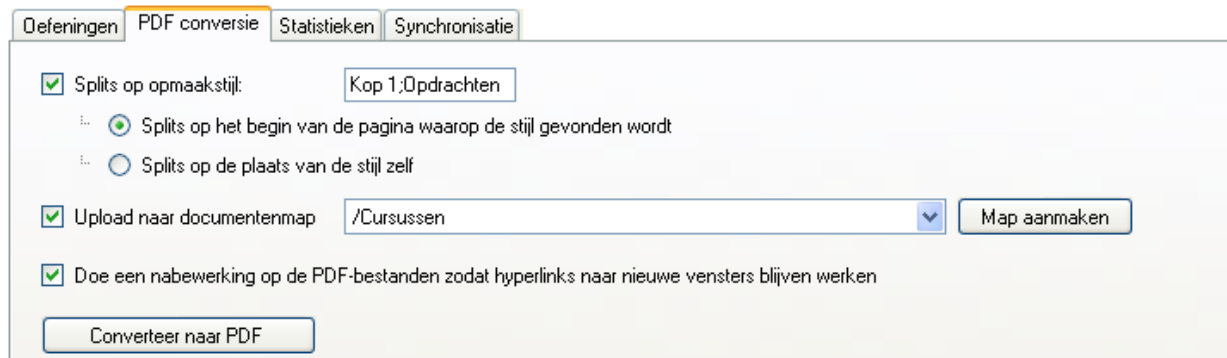 Oefeningen PDF conversie Statistieken Synchronisatie
Splits op opmaakstijl: Kop 1;Opdrachten
Splits op het begin van de pagina waarop de stijl gevonden wordt
Splits op de plaats van de stijl zelf
Upload naar documentenmap /Cursussen Map aanmaken
Doe een nabewerking op de PDF-bestanden zodat hyperlinks naar nieuwe vensters blijven werken
Converteer naar PDF